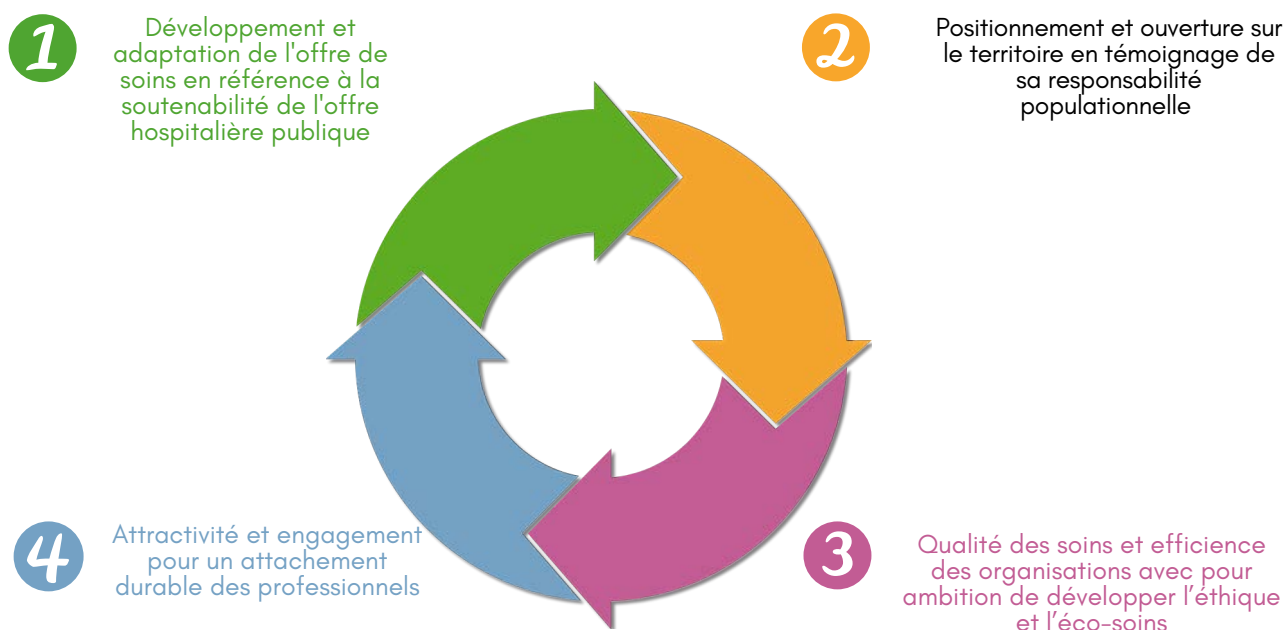 1
Développement et
adaptation de l'offre de
soins en référence à la
soutenabilité de l'offre
hospitalière publique
2
Positionnement et ouverture sur
le territoire en témoignage de
sa responsabilité
populationnelle
4
Attractivité et engagement
pour un attachement
durable des professionnels
3
Qualité des soins et efficience
des organisations avec pour
ambition de développer l’éthique
et l’éco-soins